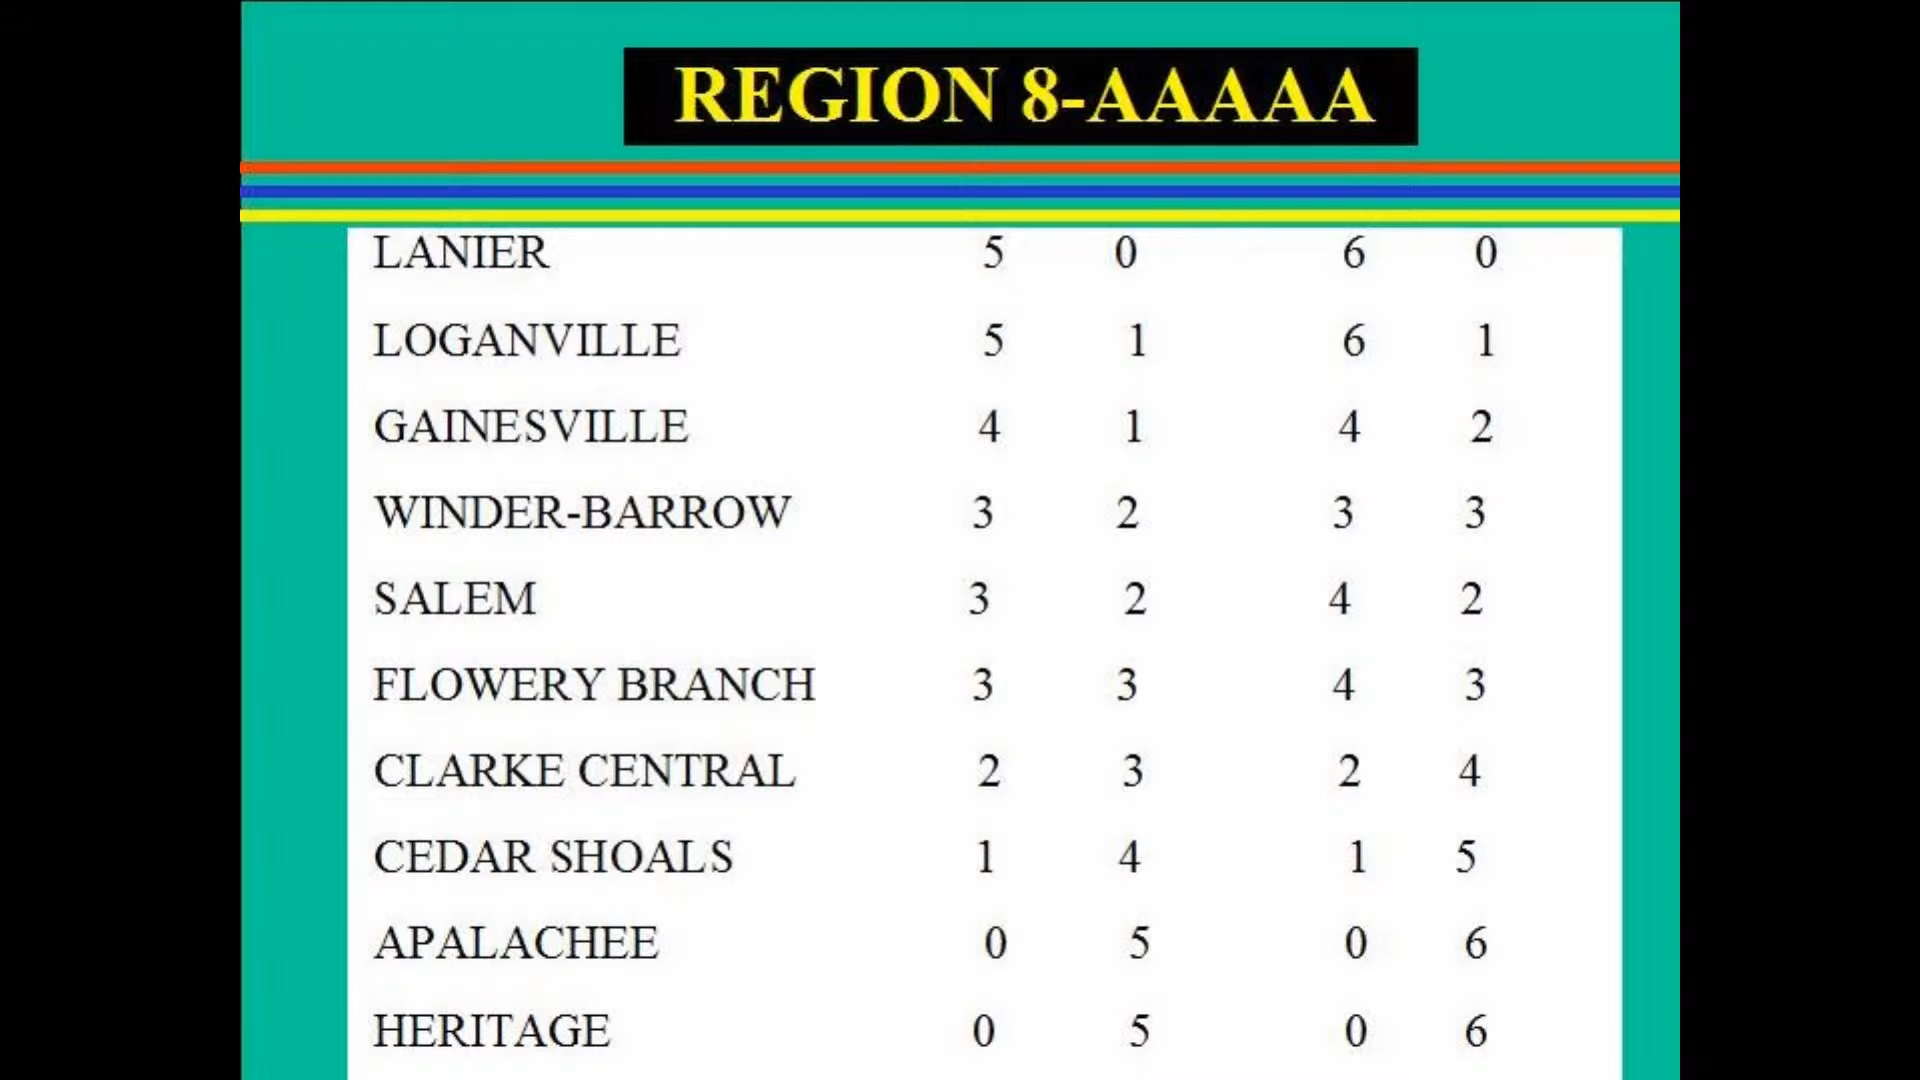 REGION 8-AAAAA
LANIER 5 0 6 0
LOGANVILLE 5 1 6 1
GAINESVILLE 4 1 4 2
WINDER-BARROW 3 2 3 3
SALEM 3 2 4 2
FLOWERY BRANCH 3 3 4 3
CLARKE CENTRAL 2 3 2 4
CEDAR SHOALS 1 4 1 5
APALACHEE 0 5 0 6
HERITAGE 0 5 0 6